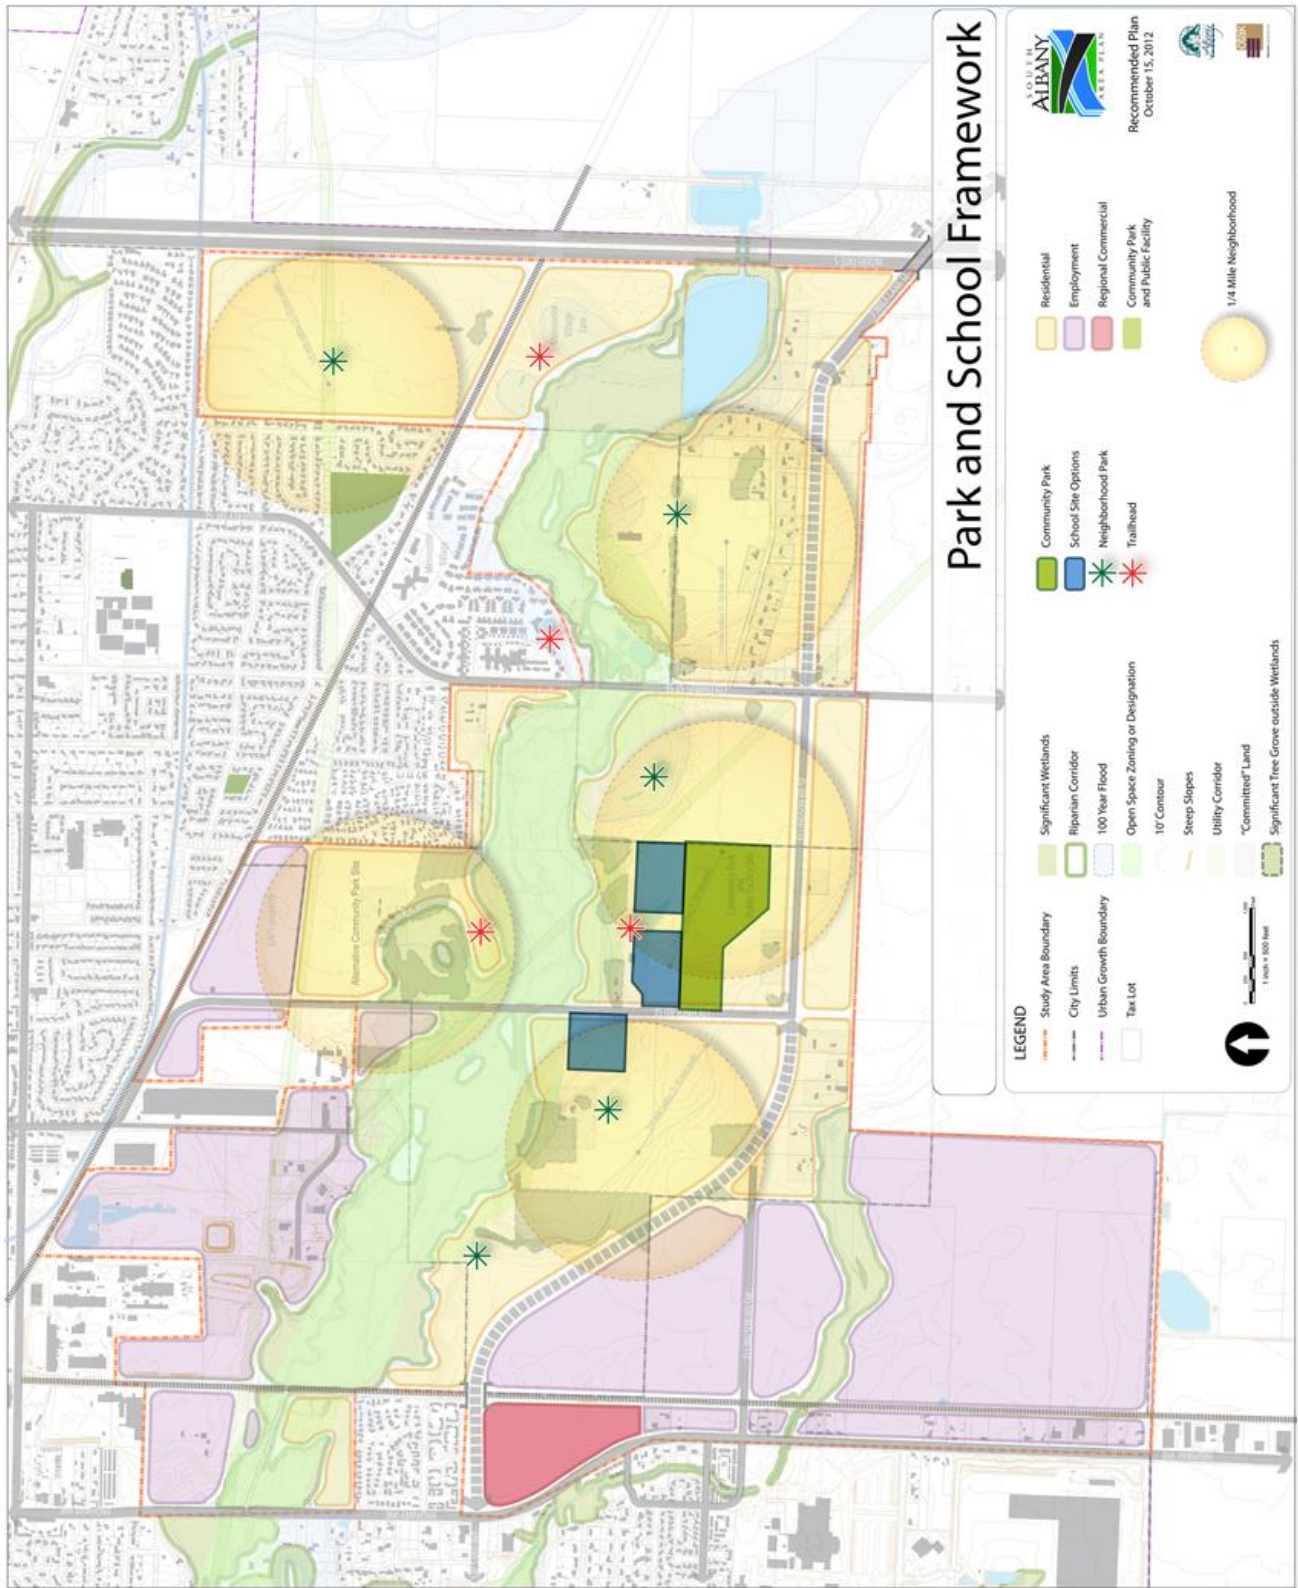 Park and School Framework
SOUTH
ALBANY
AREA PLAN
Recommended Plan
October 15, 2012
Albany
LEGEND
Study Area Boundary
City Limits
Urban Growth Boundary
Tax Lot
Significant Wetlands
Riparian Corridor
100 Year Flood
Open Space Zoning or Designation
10' Contour
Steep Slopes
Utility Corridor
"Committed" Land
Significant Tree Grove outside Wetlands
Community Park
School Site Options
Neighborhood Park
Trailhead
Residential
Employment
Regional Commercial
Community Park
and Public Facility
1/4 Mile Neighborhood
1 inch = 500 feet
Alternative Community Park Site